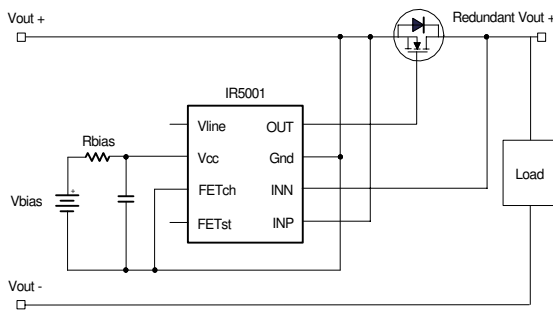 Vout +
Redundant Vout +
IR5001
Vline
OUT
Rbias
Vcc
Gnd
Vbias
+
FETch
INN
Load
FETst
INP
Vout -